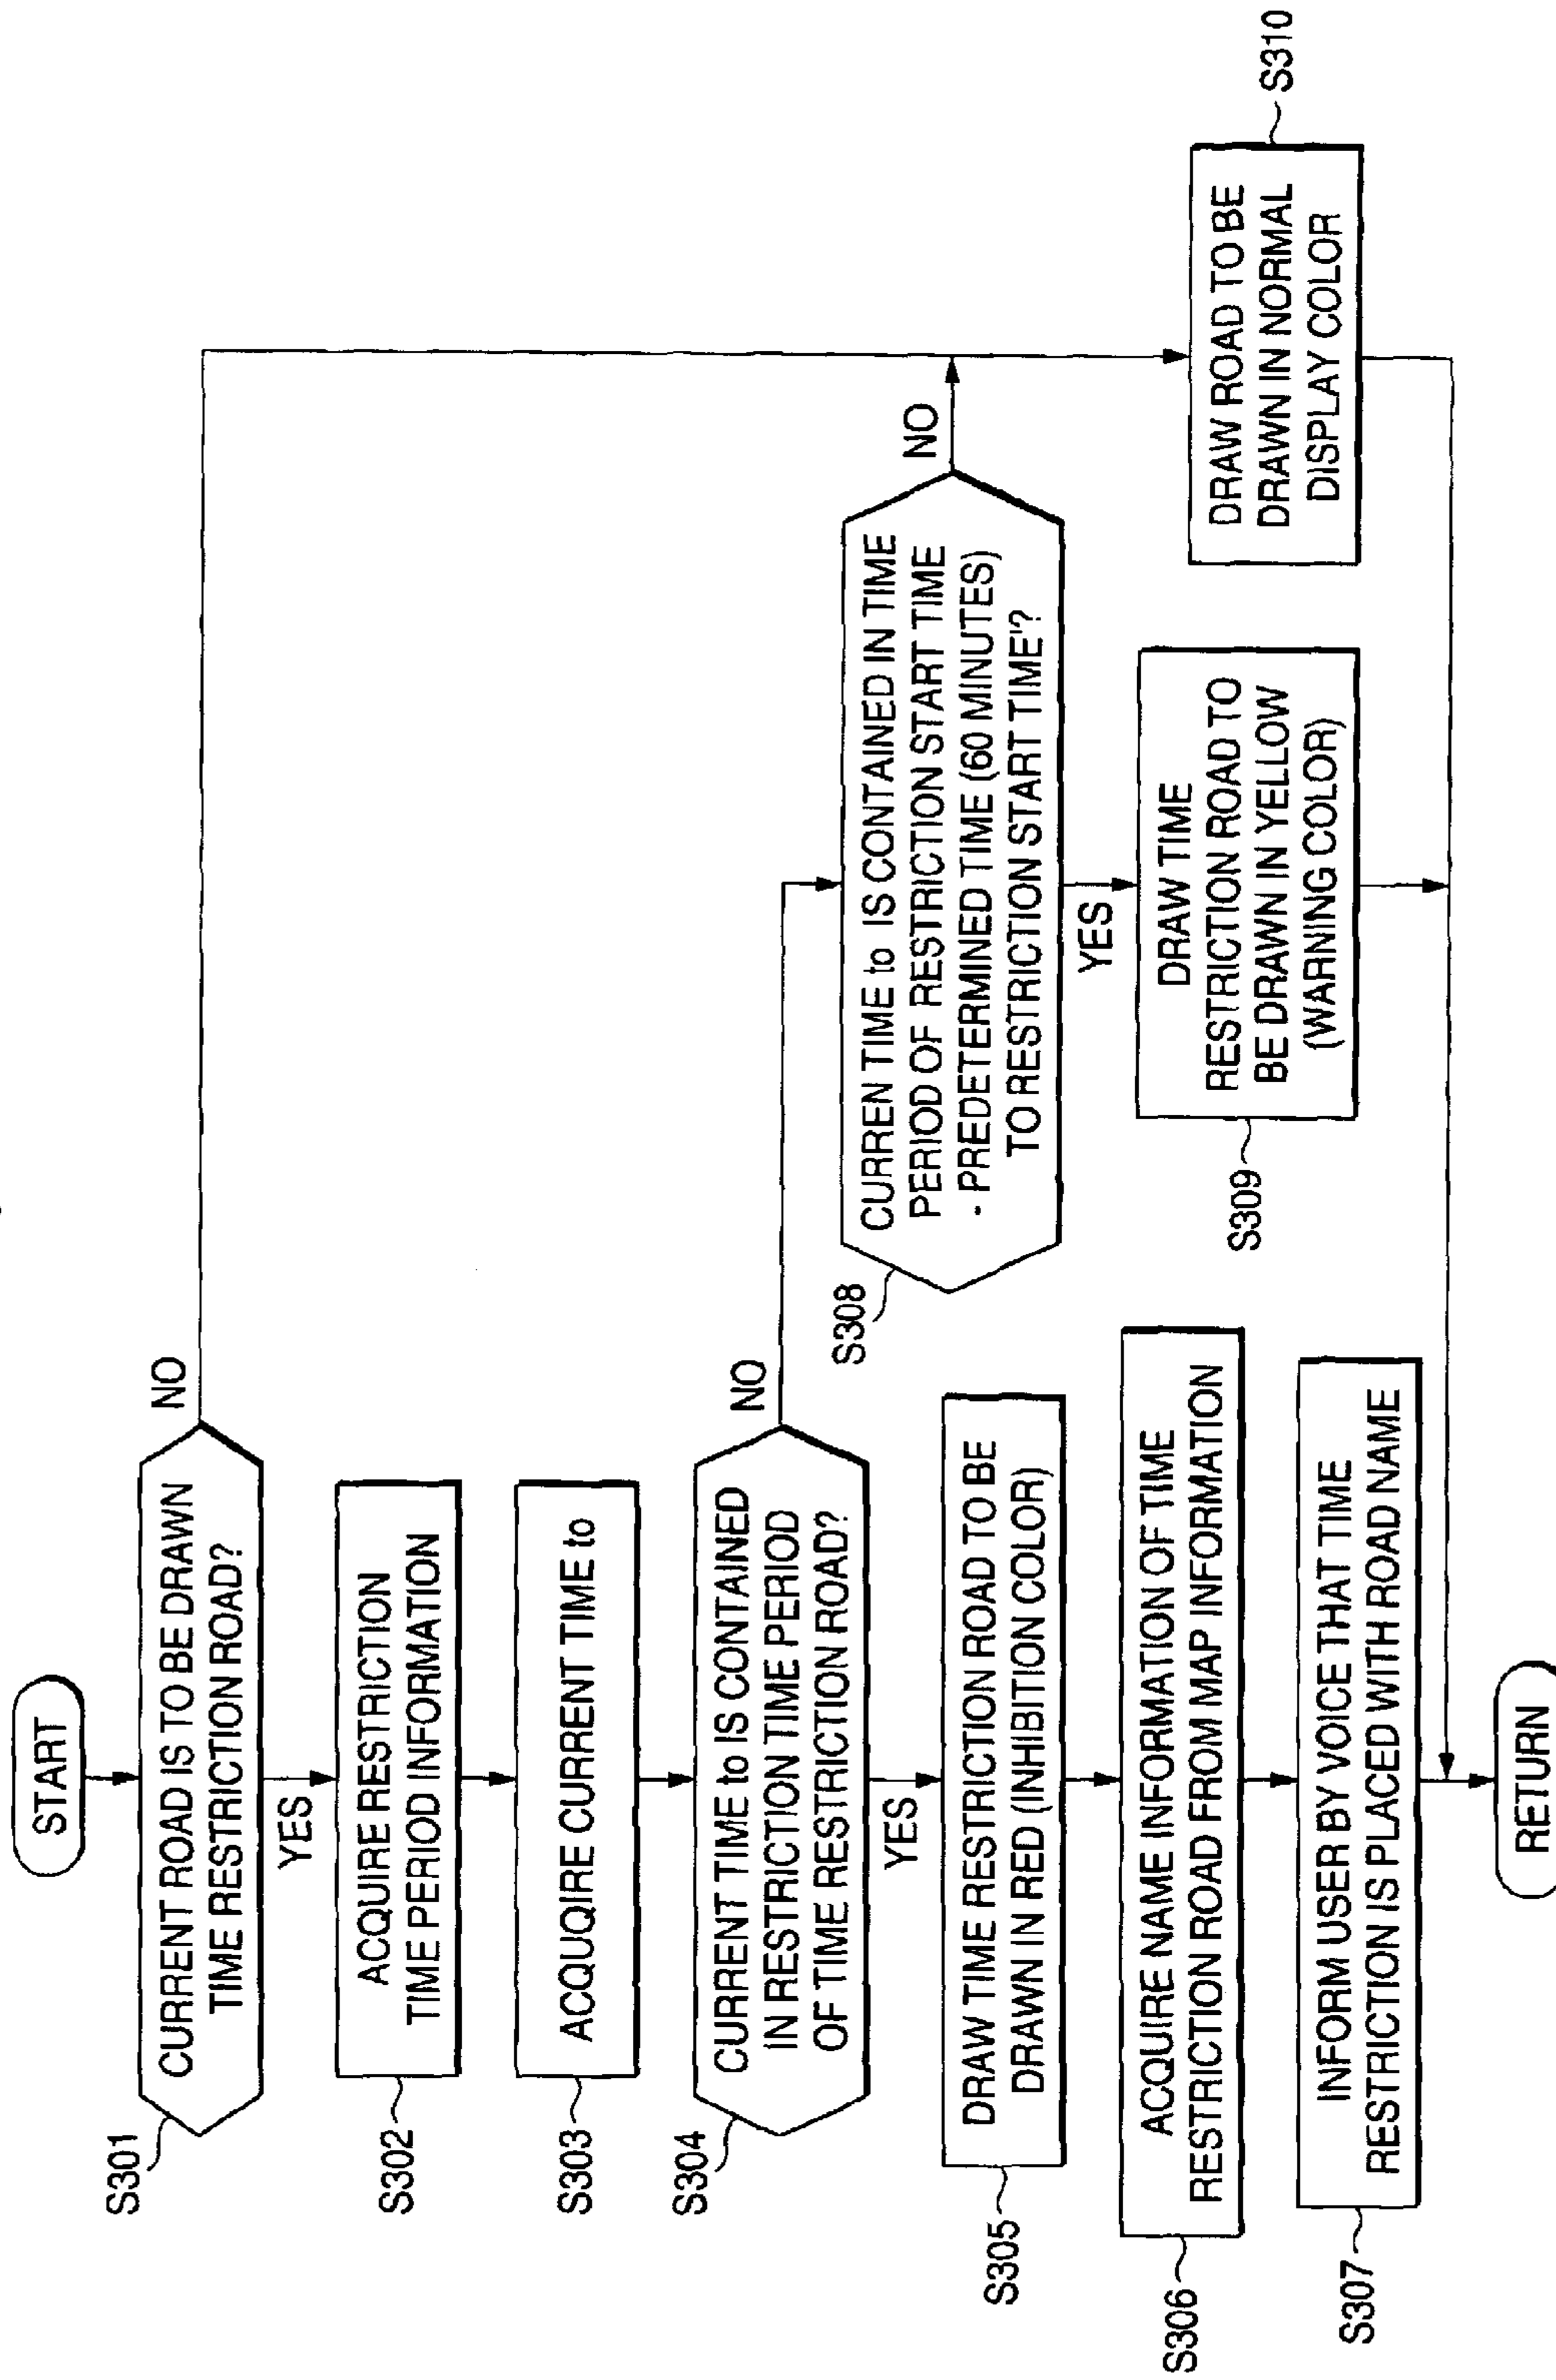 START
S301
CURRENT ROAD IS TO BE DRAWN
TIME RESTRICTION ROAD?
NO
YES
S302
ACQUIRE RESTRICTION
TIME PERIOD INFORMATION
S303
ACQUQIRE CURRENT TIME to
S304
CURRENT TIME to IS CONTAINED
IN RESTRICTION TIME PERIOD
OF TIME RESTRICTION ROAD?
NO
YES
S305
DRAW TIME RESTRICTION ROAD TO BE
DRAWN IN RED (INHIBITION COLOR)
S306
ACQUIRE NAME INFORMATION OF TIME
RESTRICTION ROAD FROM MAP INFORMATION
S307
INFORM USER BY VOICE THAT TIME
RESTRICTION IS PLACED WITH ROAD NAME
S308
CURREN TIME to IS CONTAINED IN TIME
PERIOD OF RESTRICTION START TIME
- PREDETERMINED TIME (60 MINUTES)
TO RESTRICTION START TIME'?
NO
YES
S309
DRAW TIME
RESTRICTION ROAD TO
BE DRAWN IN YELLOW
(WARNING COLOR)
S310
DRAW ROAD TO BE
DRAWN IN NORMAL
DISPLAY COLOR
RETURN